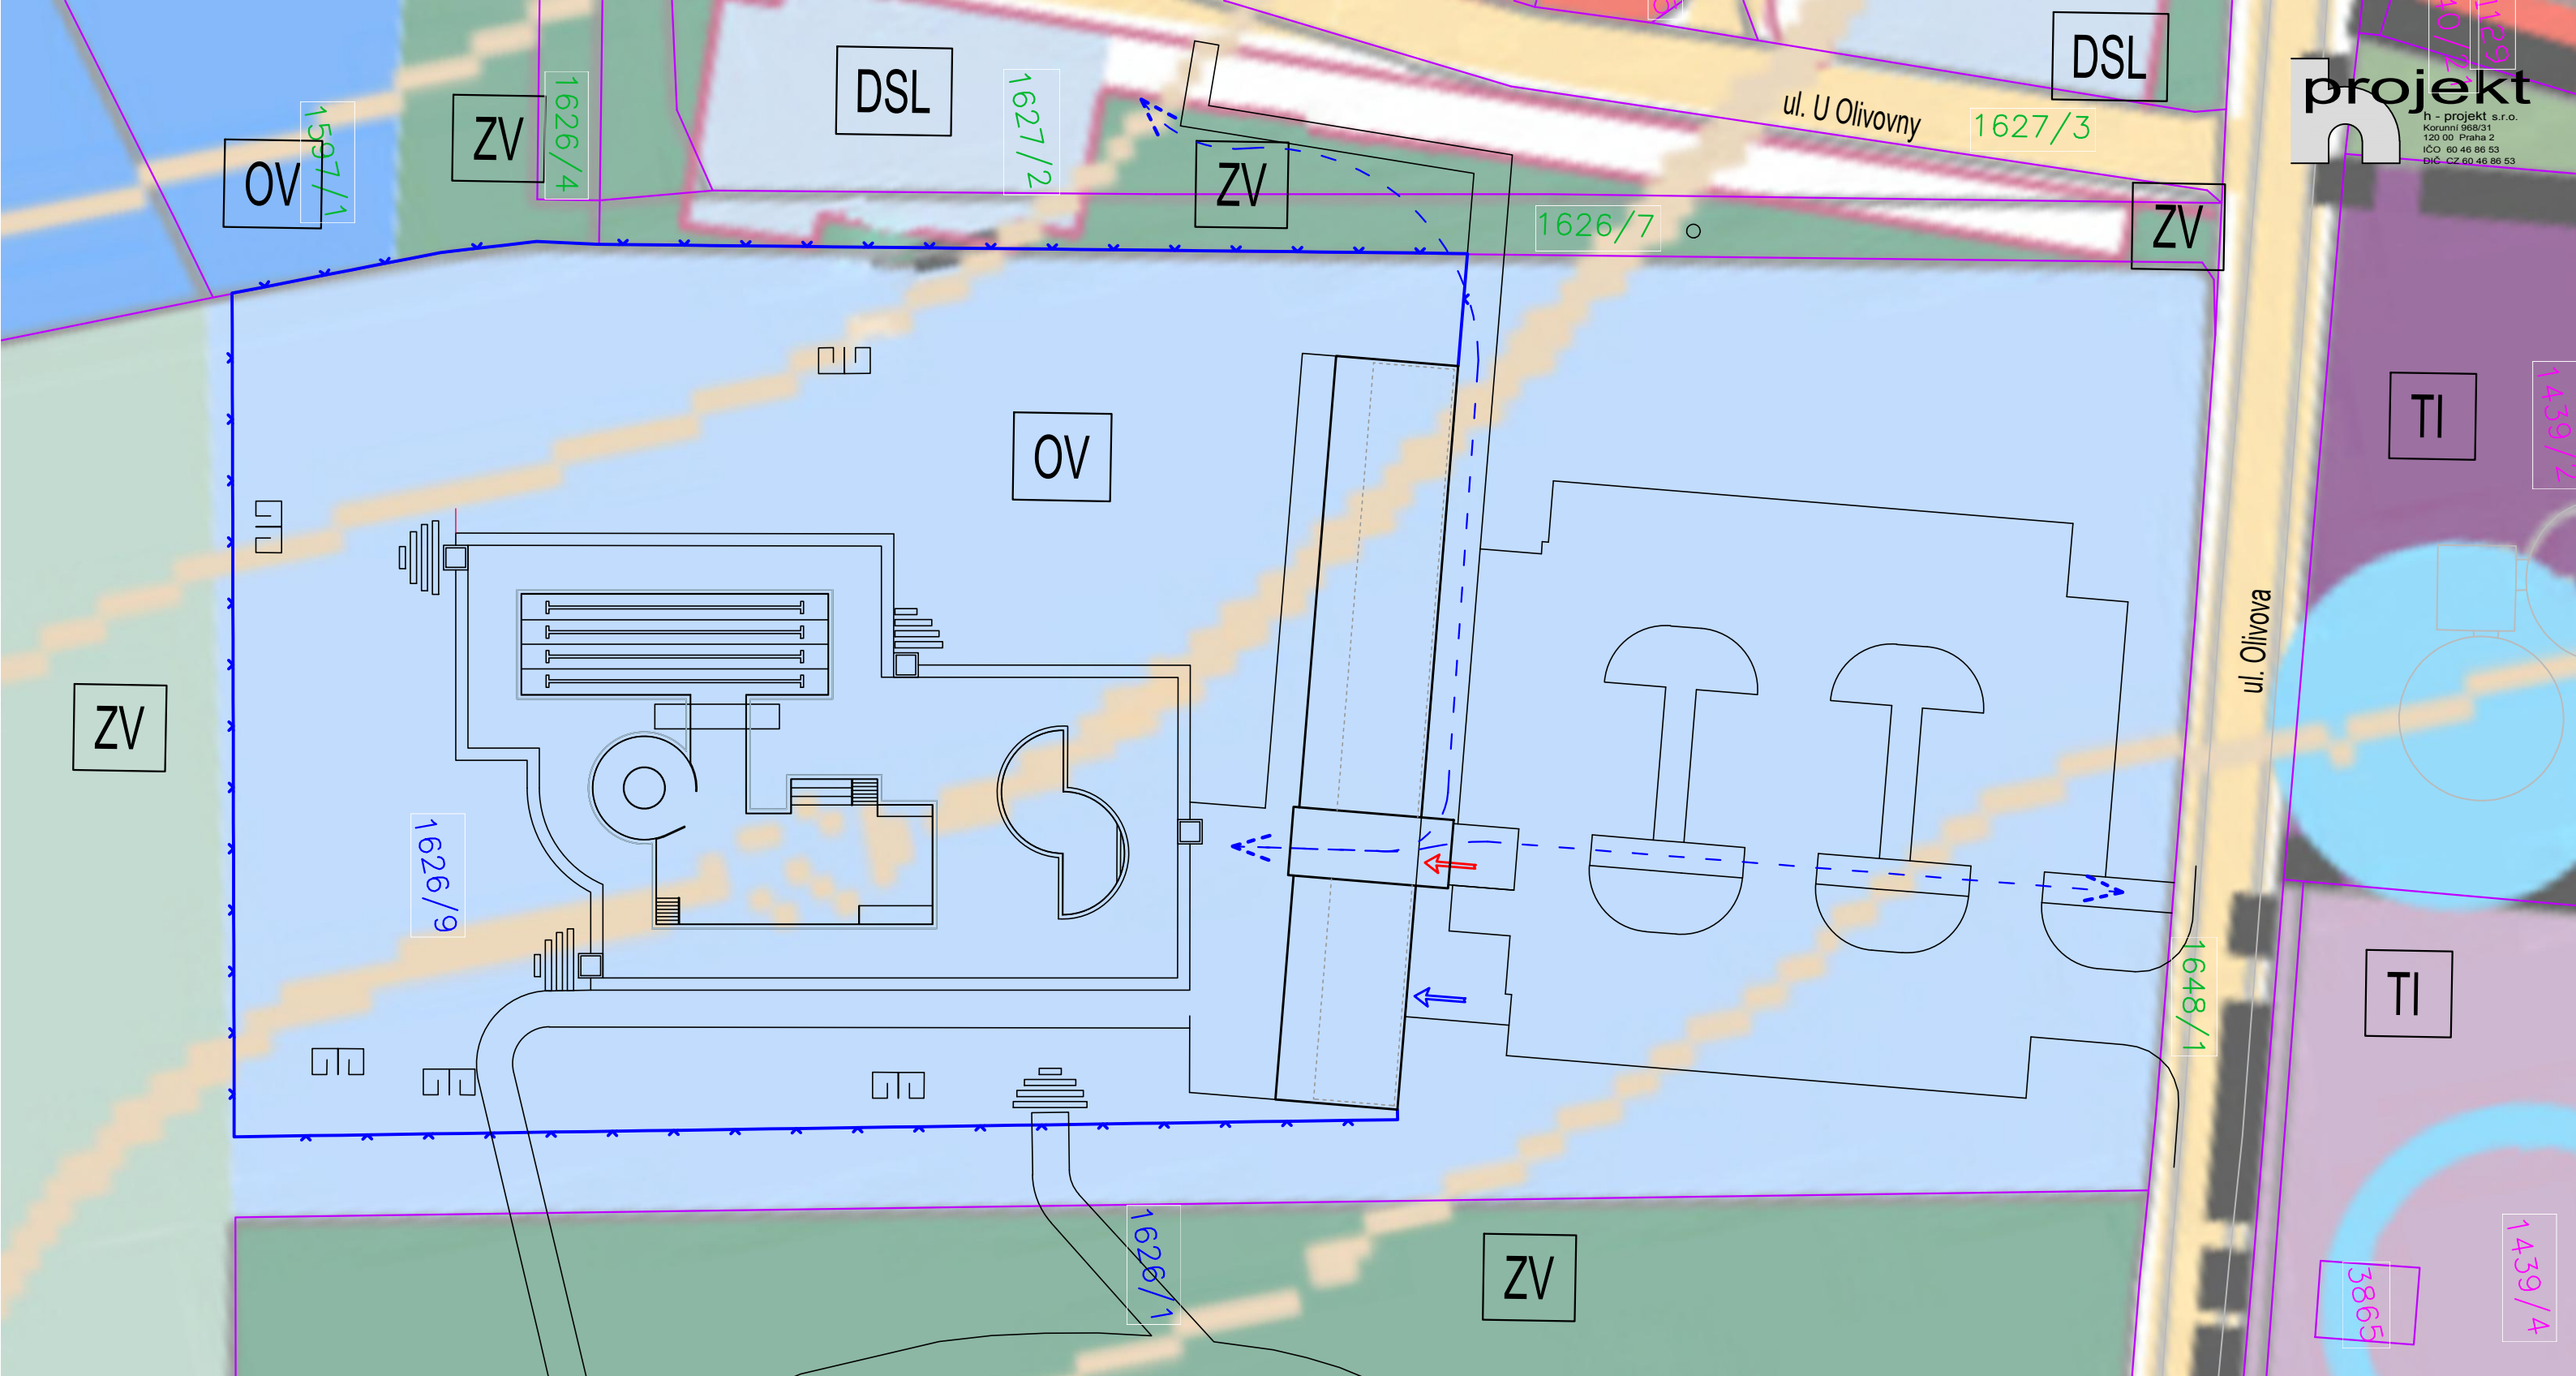 DSL
DSL
ZV
1626/4
1627/2
1597/1
OV
ZV
ul. U Olivovny
1627/3
1626/7
ZV
projekt
h - projekt s.r.o.
Korunní 968/31
120 00 Praha 2
IČO 60 46 86 53
DIČ CZ 60 46 86 53
OV
TI
1439/2
ul. Olivova
ZV
1626/9
1648/1
TI
1626/1
ZV
3865
1439/4